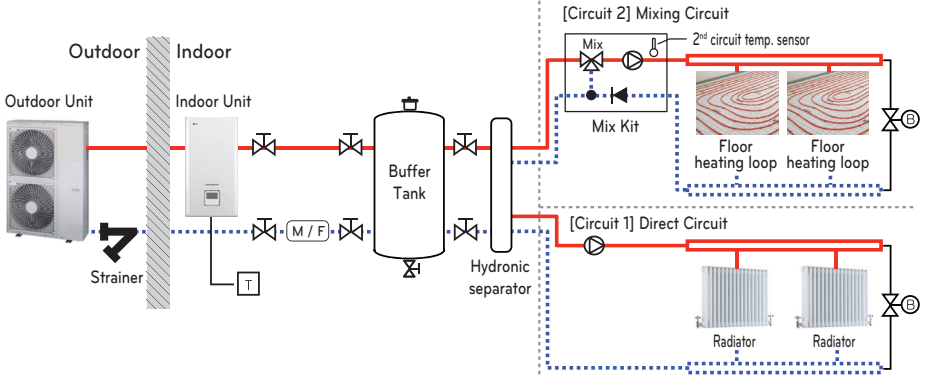 [Circuit 2] Mixing Circuit
Outdoor
Indoor
Mix
2nd circuit temp. sensor
Outdoor Unit
Indoor Unit
Mix Kit
Floor
heating loop
Floor
heating loop
B
Buffer
Tank
[Circuit 1] Direct Circuit
M / F
Strainer
T
Hydronic
separator
B
Radiator
Radiator